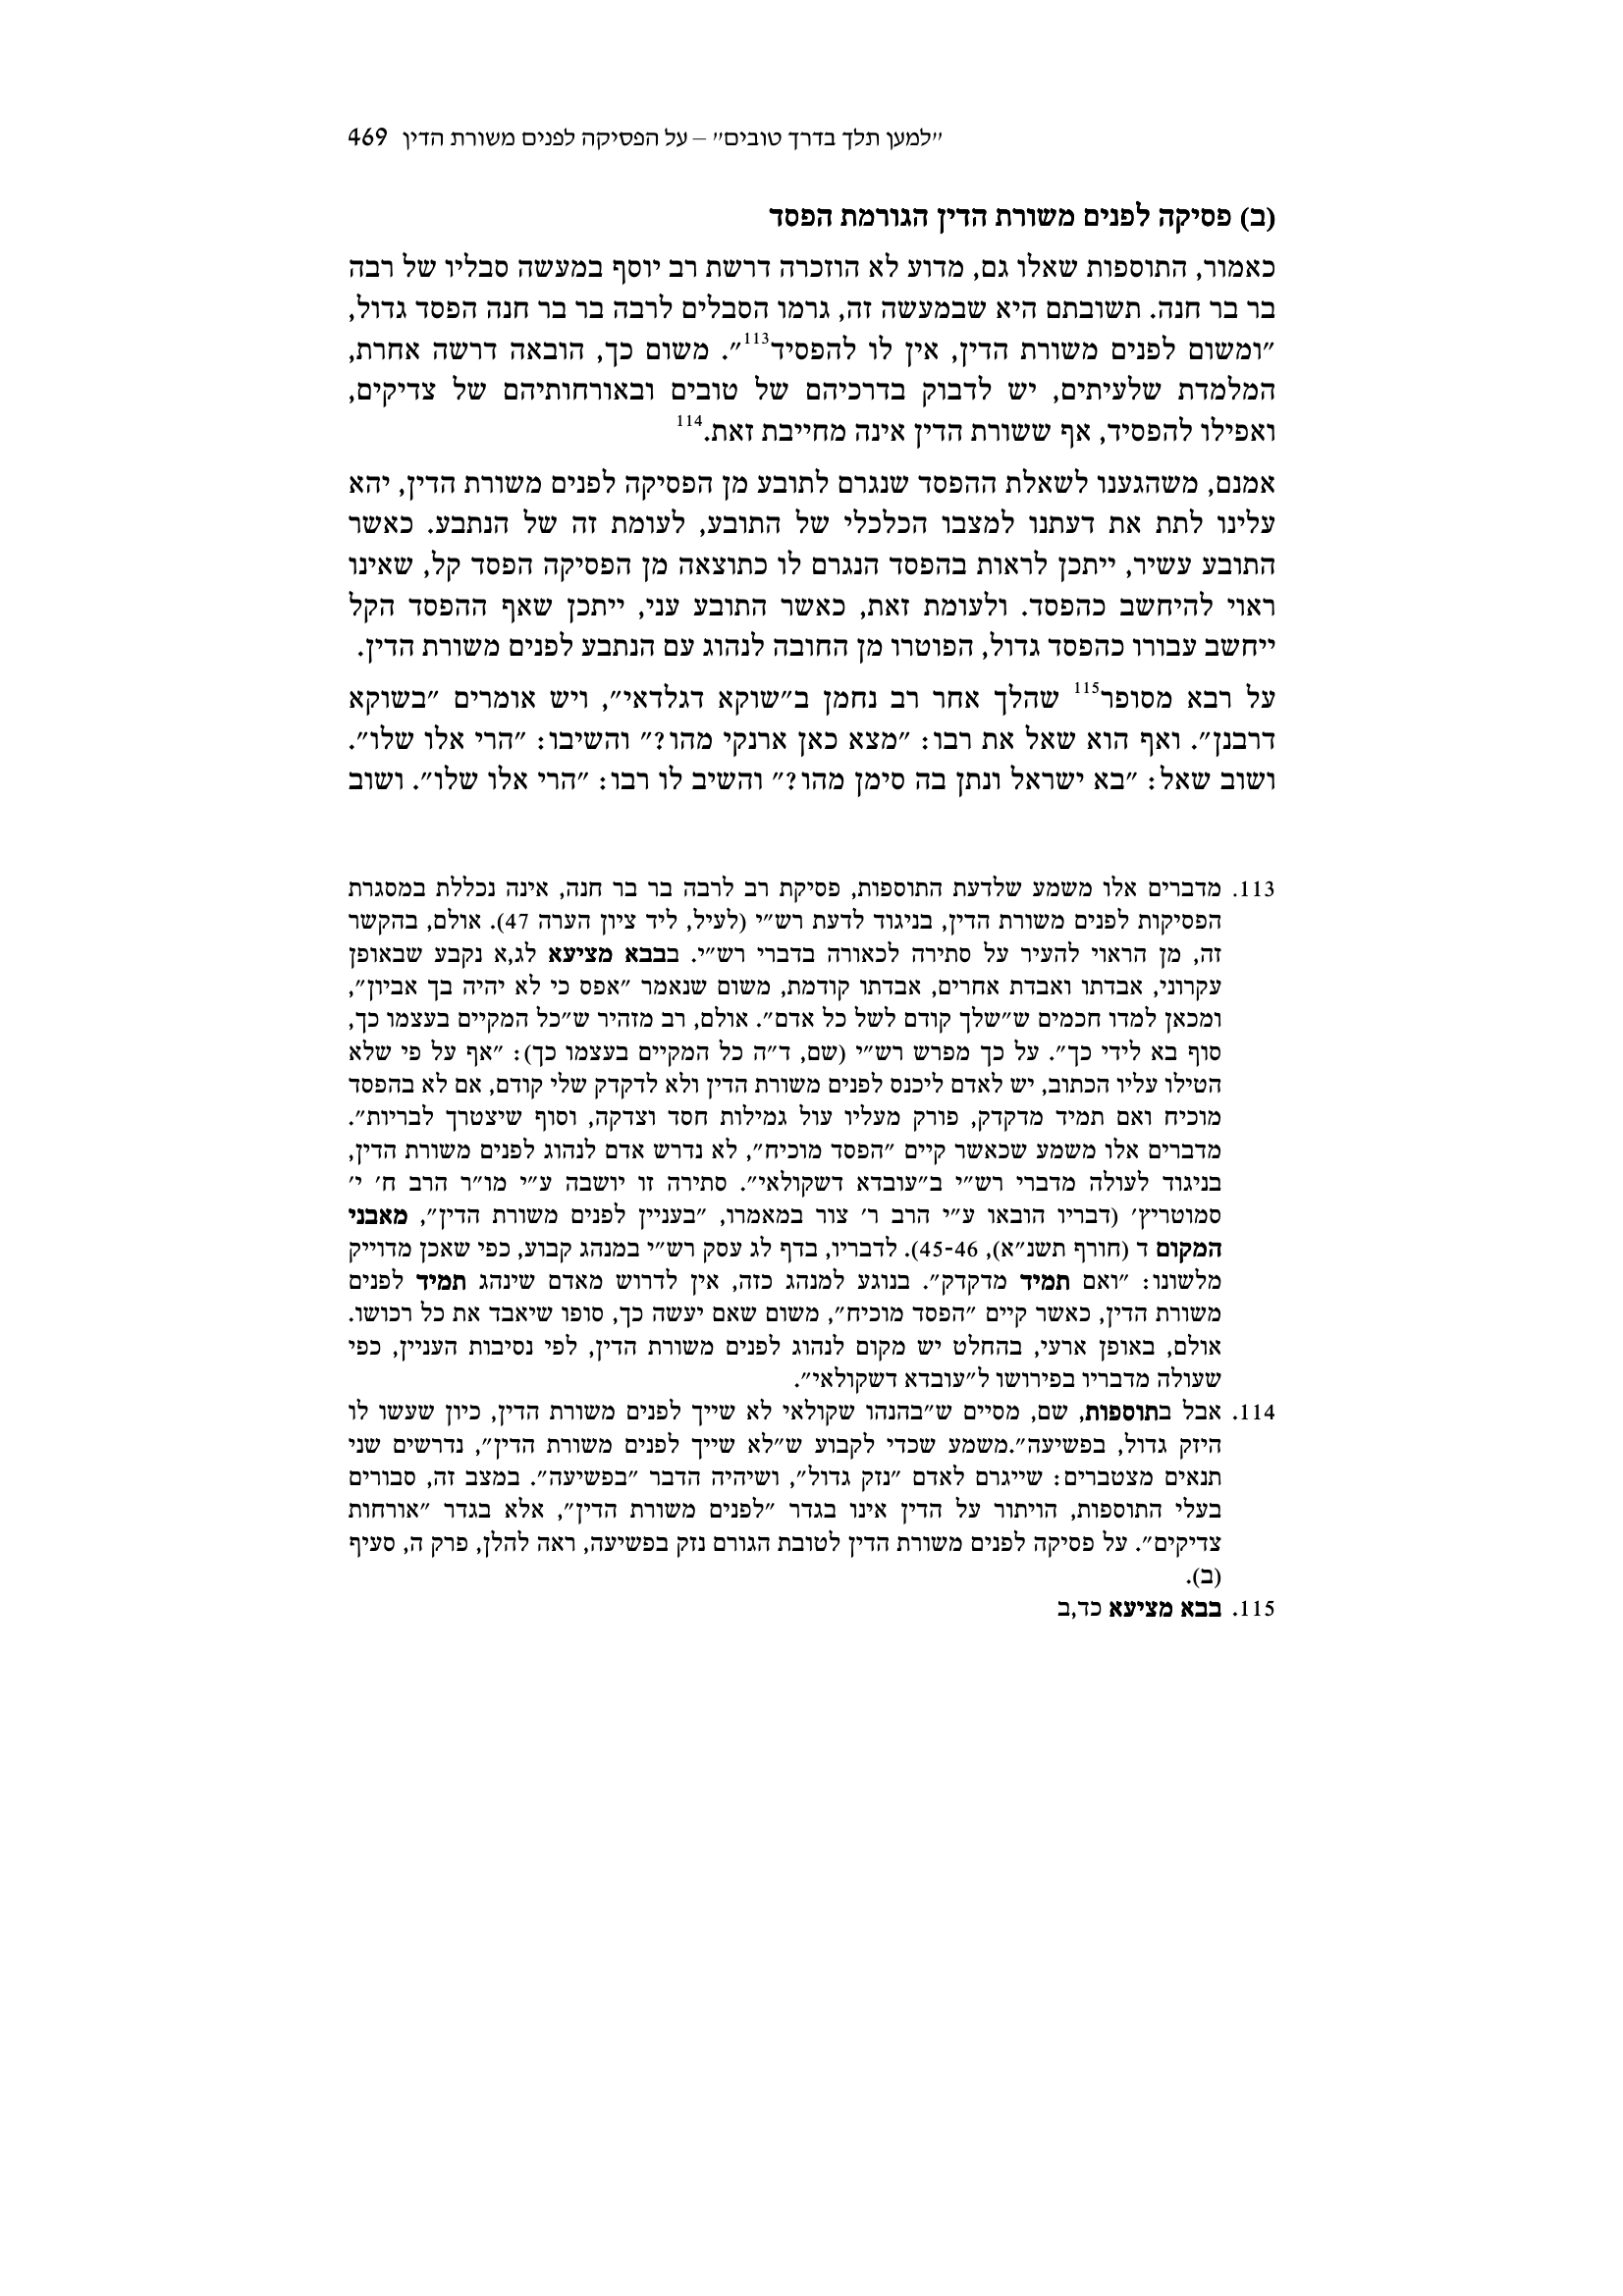 "למען תלך בדרך טובים" – על הפסיקה לפנים משורת הדין 469
(ב) פסיקה לפנים משורת הדין הגורמת הפסד
כאמור, התוספות שאלו גם, מדוע לא הוזכרה דרשת רב יוסף במעשה סבליו של רבה
בר בר חנה. תשובתם היא שבמעשה זה, גרמו הסבלים לרבה בר בר חנה הפסד גדול,
"ומשום לפנים משורת הדין, אין לו להפסיד113". משום כך, הובאה דרשה אחרת,
המלמדת שלעיתים, יש לדבוק בדרכיהם של טובים ובאורחותיהם של צדיקים,
ואפילו להפסיד, אף ששורת הדין אינה מחייבת זאת.114
אמנם, משהגענו לשאלת ההפסד שנגרם לתובע מן הפסיקה לפנים משורת הדין, יהא
עלינו לתת את דעתנו למצבו הכלכלי של התובע, לעומת זה של הנתבע. כאשר
התובע עשיר, ייתכן לראות בהפסד הנגרם לו כתוצאה מן הפסיקה הפסד קל, שאינו
ראוי להיחשב כהפסד. ולעומת זאת, כאשר התובע עני, ייתכן שאף ההפסד הקל
ייחשב עבורו כהפסד גדול, הפוטרו מן החובה לנהוג עם הנתבע לפנים משורת הדין.
על רבא מסופר115 שהלך אחר רב נחמן ב"שוקא דגלדאי", ויש אומרים "בשוקא
דרבנן". ואף הוא שאל את רבו: "מצא כאן ארנקי מהו?" והשיבו: "הרי אלו שלו".
ושוב שאל: "בא ישראל ונתן בה סימן מהו?" והשיב לו רבו: "הרי אלו שלו". ושוב
113. מדברים אלו משמע שלדעת התוספות, פסיקת רב לרבה בר בר חנה, אינה נכללת במסגרת
הפסיקות לפנים משורת הדין, בניגוד לדעת רש"י (לעיל, ליד ציון הערה 47). אולם, בהקשר
זה, מן הראוי להעיר על סתירה לכאורה בדברי רש"י. בבבא מציעא לג,א נקבע שבאופן
עקרוני, אבדתו ואבדת אחרים, אבדתו קודמת, משום שנאמר "אפס כי לא יהיה בך אביון",
ומכאן למדו חכמים ש"שלך קודם לשל כל אדם". אולם, רב מזהיר ש"כל המקיים בעצמו כך,
סוף בא לידי כך". על כך מפרש רש"י (שם, ד"ה כל המקיים בעצמו כך): "אף על פי שלא
הטילו עליו הכתוב, יש לאדם ליכנס לפנים משורת הדין ולא לדקדק שלי קודם, אם לא בהפסד
מוכיח ואם תמיד מדקדק, פורק מעליו עול גמילות חסד וצדקה, וסוף שיצטרך לבריות".
מדברים אלו משמע שכאשר קיים "הפסד מוכיח", לא נדרש אדם לנהוג לפנים משורת הדין,
בניגוד לעולה מדברי רש"י ב"עובדא דשקולאי". סתירה זו יושבה ע"י מו"ר הרב ח' י'
סמוטריץ' (דבריו הובאו ע"י הרב ר' צור במאמרו, "בעניין לפנים משורת הדין", מאבני
המקום ד (חורף תשנ"א), 45-46). לדבריו, בדף לג עסק רש"י במנהג קבוע, כפי שאכן מדוייק
מלשונו: "ואם תמיד מדקדק". בנוגע למנהג כזה, אין לדרוש מאדם שינהג תמיד לפנים
משורת הדין, כאשר קיים "הפסד מוכיח", משום שאם יעשה כך, סופו שיאבד את כל רכושו.
אולם, באופן ארעי, בהחלט יש מקום לנהוג לפנים משורת הדין, לפי נסיבות העניין, כפי
שעולה מדבריו בפירושו ל"עובדא דשקולאי".
114. אבל בתוספות, שם, מסיים ש"בהנהו שקולאי לא שייך לפנים משורת הדין, כיון שעשו לו
היזק גדול, בפשיעה".משמע שכדי לקבוע ש"לא שייך לפנים משורת הדין", נדרשים שני
תנאים מצטברים: שייגרם לאדם "נזק גדול", ושיהיה הדבר "בפשיעה". במצב זה, סבורים
בעלי התוספות, הויתור על הדין אינו בגדר "לפנים משורת הדין", אלא בגדר "אורחות
צדיקים". על פסיקה לפנים משורת הדין לטובת הגורם נזק בפשיעה, ראה להלן, פרק ה, סעיף
(ב).
115. בבא מציעא כד,ב